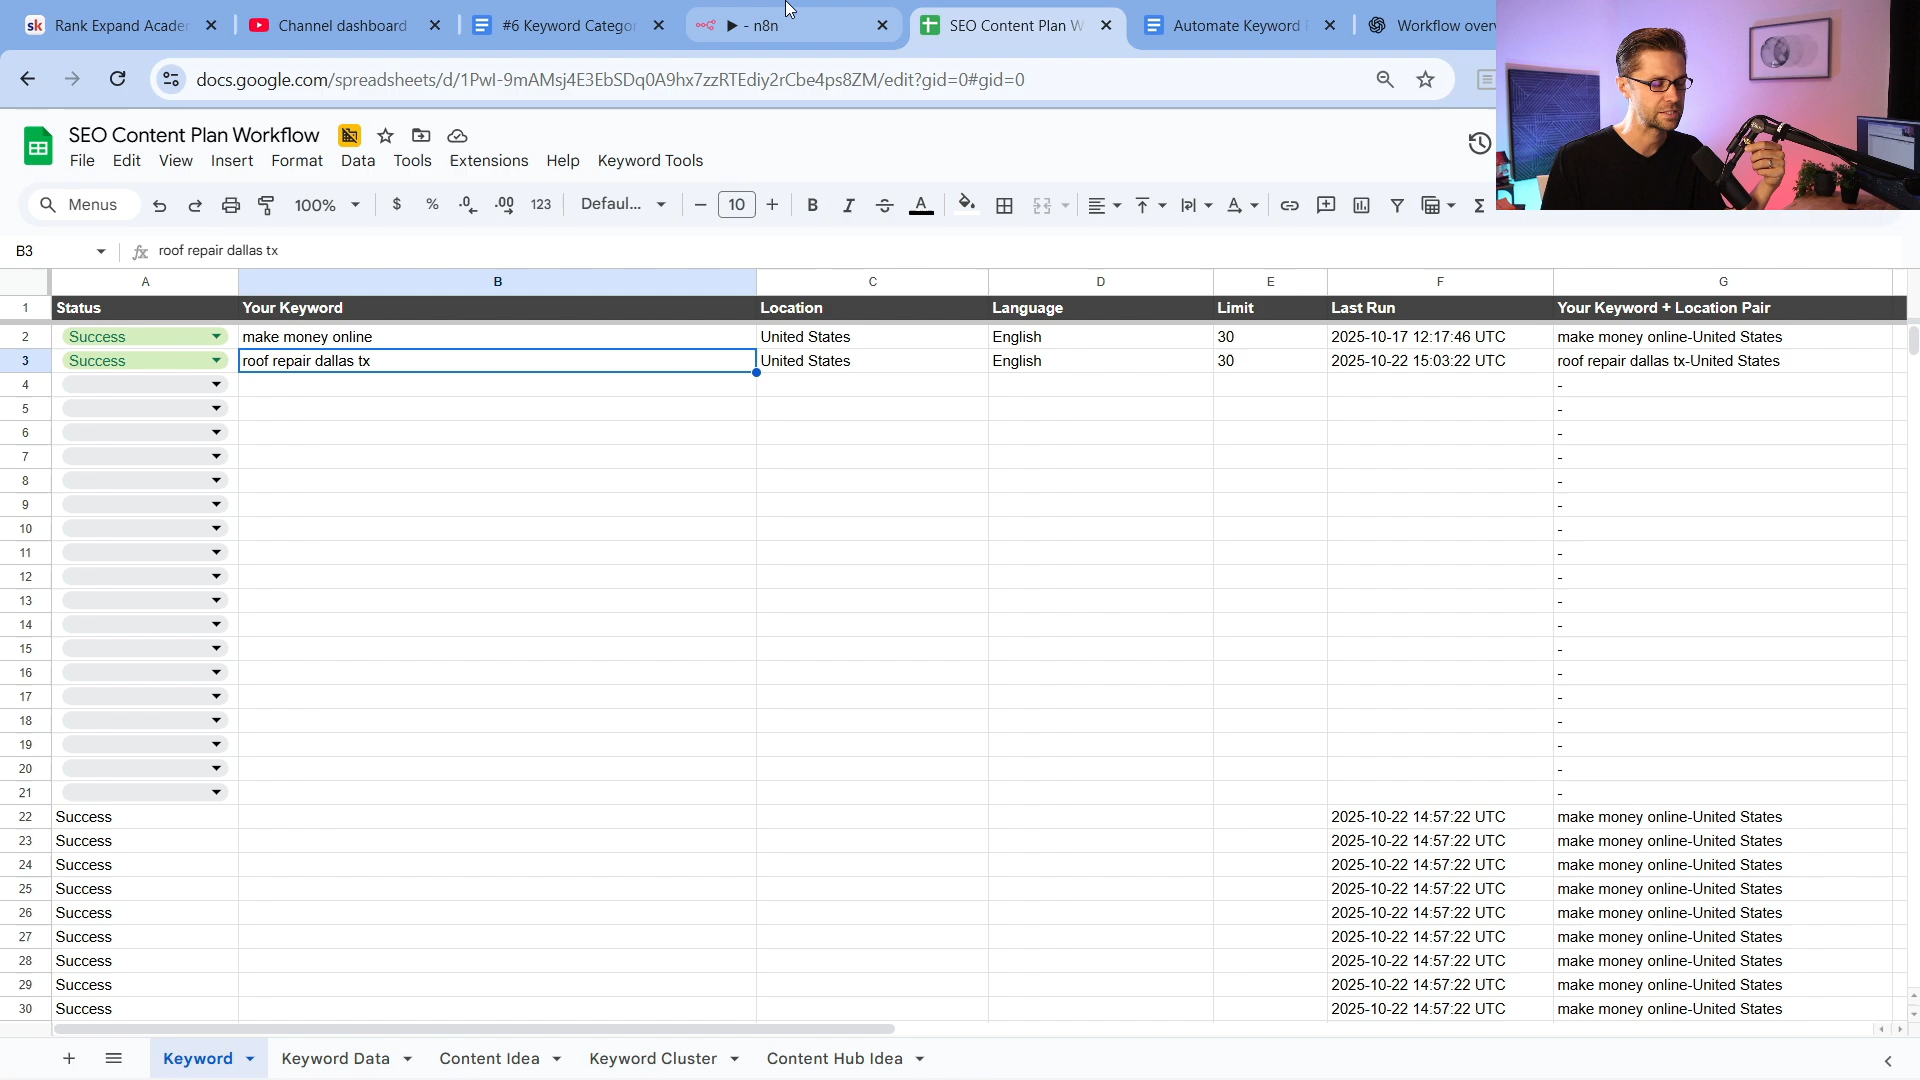 sk Rank Expand Acader
Channel dashboard
#6 Keyword Categor
▶ - n8n
SEO Content Plan W
Automate Keyword
Workflow over
docs.google.com/spreadsheets/d/1PwI-9mAMsj4E3EbSDq0A9hx7zzRTEdiy2rCbe4ps8ZM/edit?gid=0#gid=0
SEO Content Plan Workflow
File Edit View Insert Format Data Tools Extensions Help Keyword Tools
Menus 100% $ % .0 .00 123 Defaul... − 10 + B I S A Σ
B3 fx roof repair dallas tx
A B C D E F G
1 Status Your Keyword Location Language Limit Last Run Your Keyword + Location Pair
2 Success make money online United States English 30 2025-10-17 12:17:46 UTC make money online-United States
3 Success roof repair dallas tx United States English 30 2025-10-22 15:03:22 UTC roof repair dallas tx-United States
4 -
5 -
6 -
7 -
8 -
9 -
10 -
11 -
12 -
13 -
14 -
15 -
16 -
17 -
18 -
19 -
20 -
21 -
22 Success 2025-10-22 14:57:22 UTC make money online-United States
23 Success 2025-10-22 14:57:22 UTC make money online-United States
24 Success 2025-10-22 14:57:22 UTC make money online-United States
25 Success 2025-10-22 14:57:22 UTC make money online-United States
26 Success 2025-10-22 14:57:22 UTC make money online-United States
27 Success 2025-10-22 14:57:22 UTC make money online-United States
28 Success 2025-10-22 14:57:22 UTC make money online-United States
29 Success 2025-10-22 14:57:22 UTC make money online-United States
30 Success 2025-10-22 14:57:22 UTC make money online-United States
+ Keyword Keyword Data Content Idea Keyword Cluster Content Hub Idea